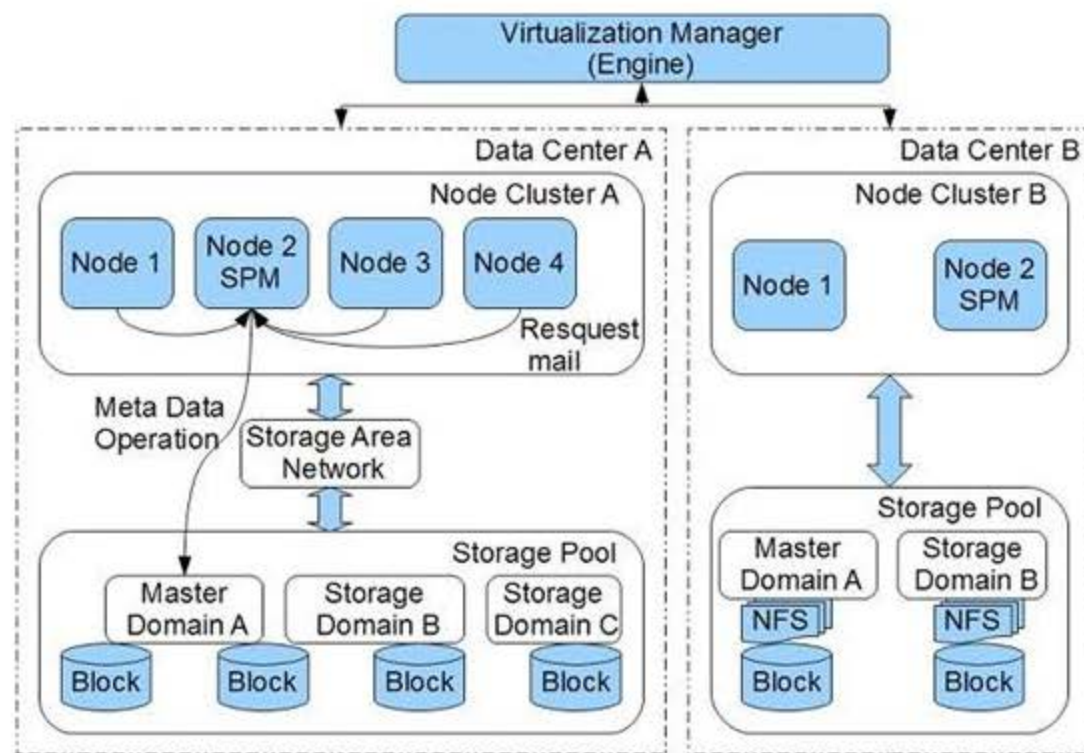 Virtualization Manager
(Engine)
Data Center A
Node Cluster A
Node 1
Node 2
SPM
Node 3
Node 4
Resquest
mail
Meta Data
Operation
Storage Area
Network
Storage Pool
Master
Domain A
Storage
Domain B
Storage
Domain C
Block
Block
Block
Block
Data Center B
Node Cluster B
Node 1
Node 2
SPM
Storage Pool
Master
Domain A
Storage
Domain B
NFS
NFS
Block
Block